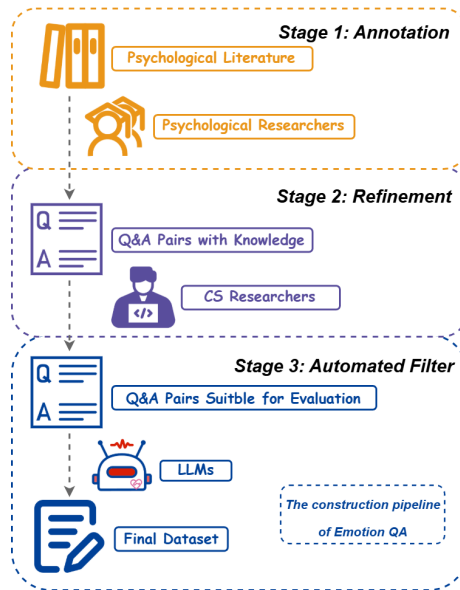 Stage 1: Annotation
Psychological Literature
Psychological Researchers
Stage 2: Refinement
Q
A
Q&A Pairs with Knowledge
CS Researchers
</>
Stage 3: Automated Filter
Q
A
Q&A Pairs Suitble for Evaluation
LLMs
The construction pipeline
of Emotion QA
Final Dataset